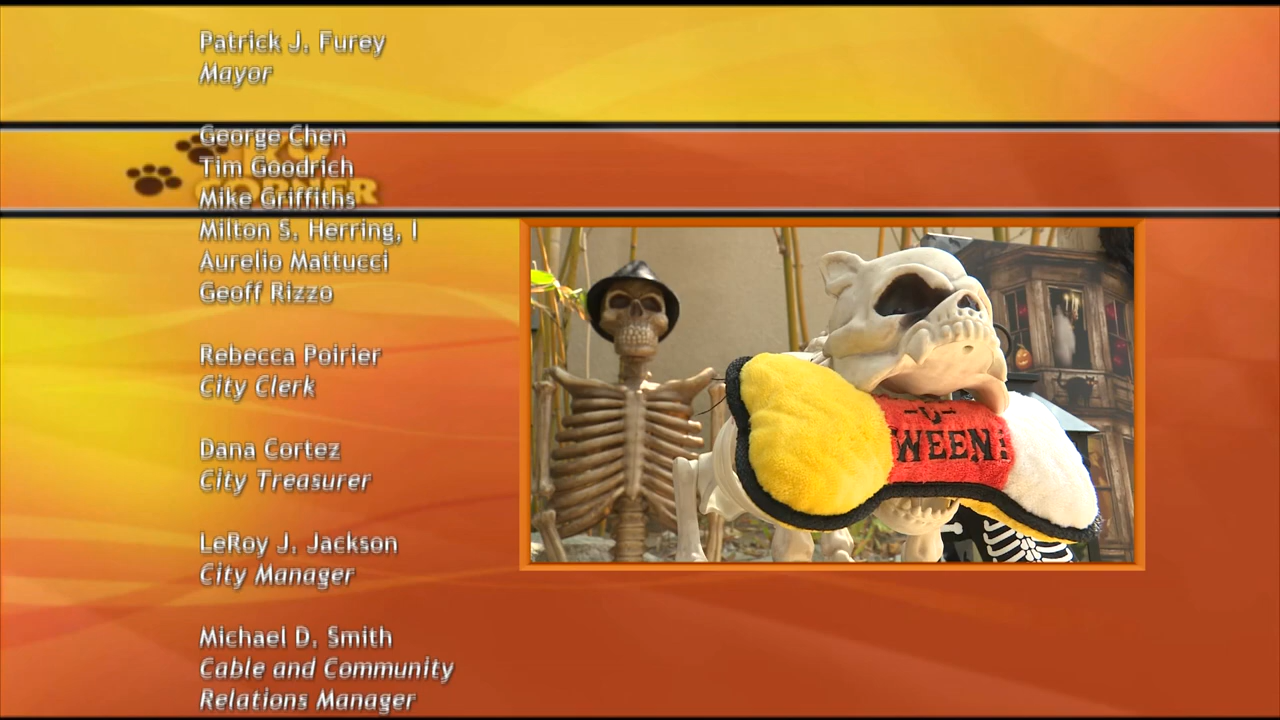 Patrick J. Furey
Mayor
George Chen
Tim Goodrich
Mike Griffiths
Milton S. Herring, I
Aurelio Mattucci
Geoff Rizzo
Rebecca Poirier
City Clerk
Dana Cortez
City Treasurer
LeRoy J. Jackson
City Manager
Michael D. Smith
Cable and Community
Relations Manager
-O-
WEEN!